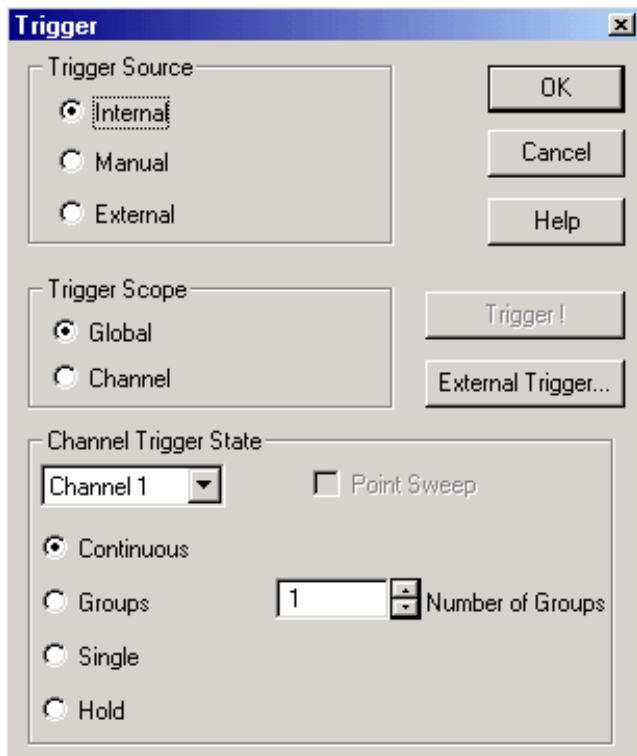 Trigger
Trigger Source
Internal
Manual
External
OK
Cancel
Help
Trigger Scope
Global
Channel
Trigger !
External Trigger...
Channel Trigger State
Channel 1
Point Sweep
Continuous
Groups
1
Number of Groups
Single
Hold